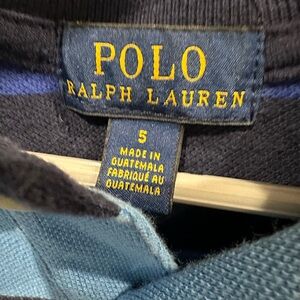 POLO
RALPH LAUREN
5
MADE IN
GUATEMALA
FABRIQUÉ AU
GUATEMALA